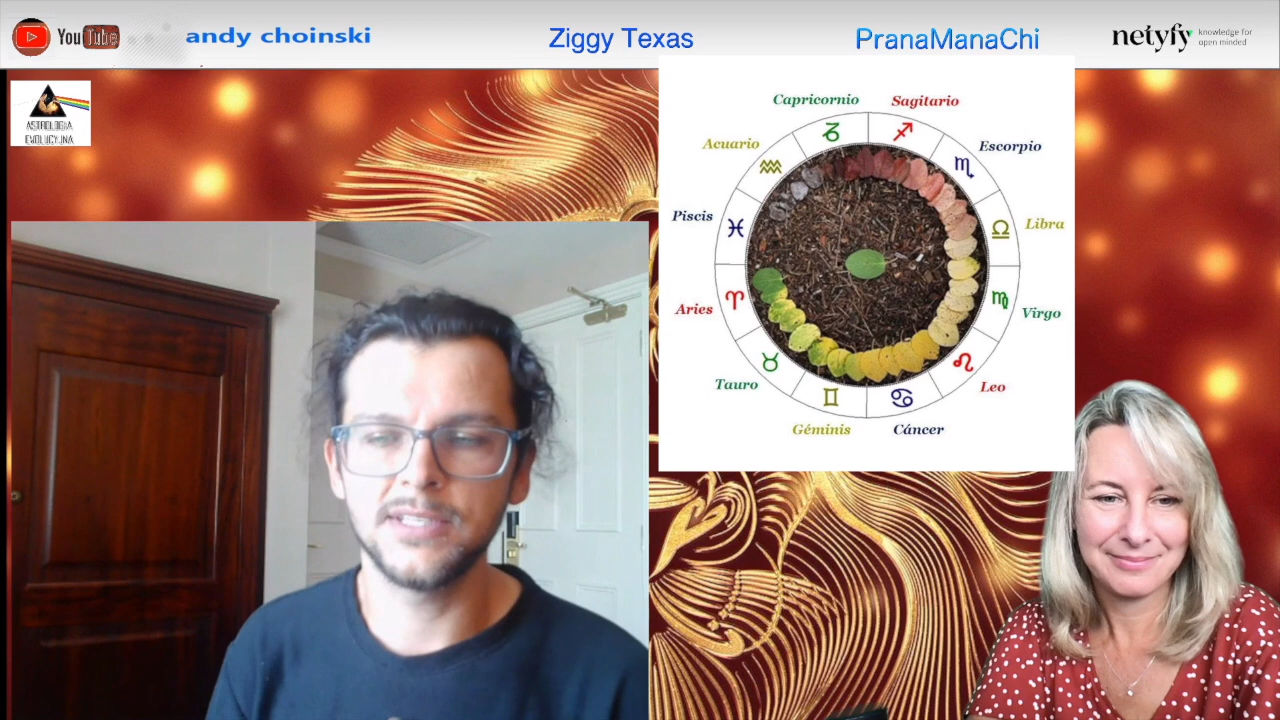 YouTube
andy choinski
Ziggy Texas
PranaManaChi
netyfy
knowledge for
open minded
ASTROLOGIA
EWOLUCYJNA
Capricornio
Sagitario
Acuario
Escorpio
Piscis
Libra
Aries
Virgo
Tauro
Leo
Géminis
Cáncer